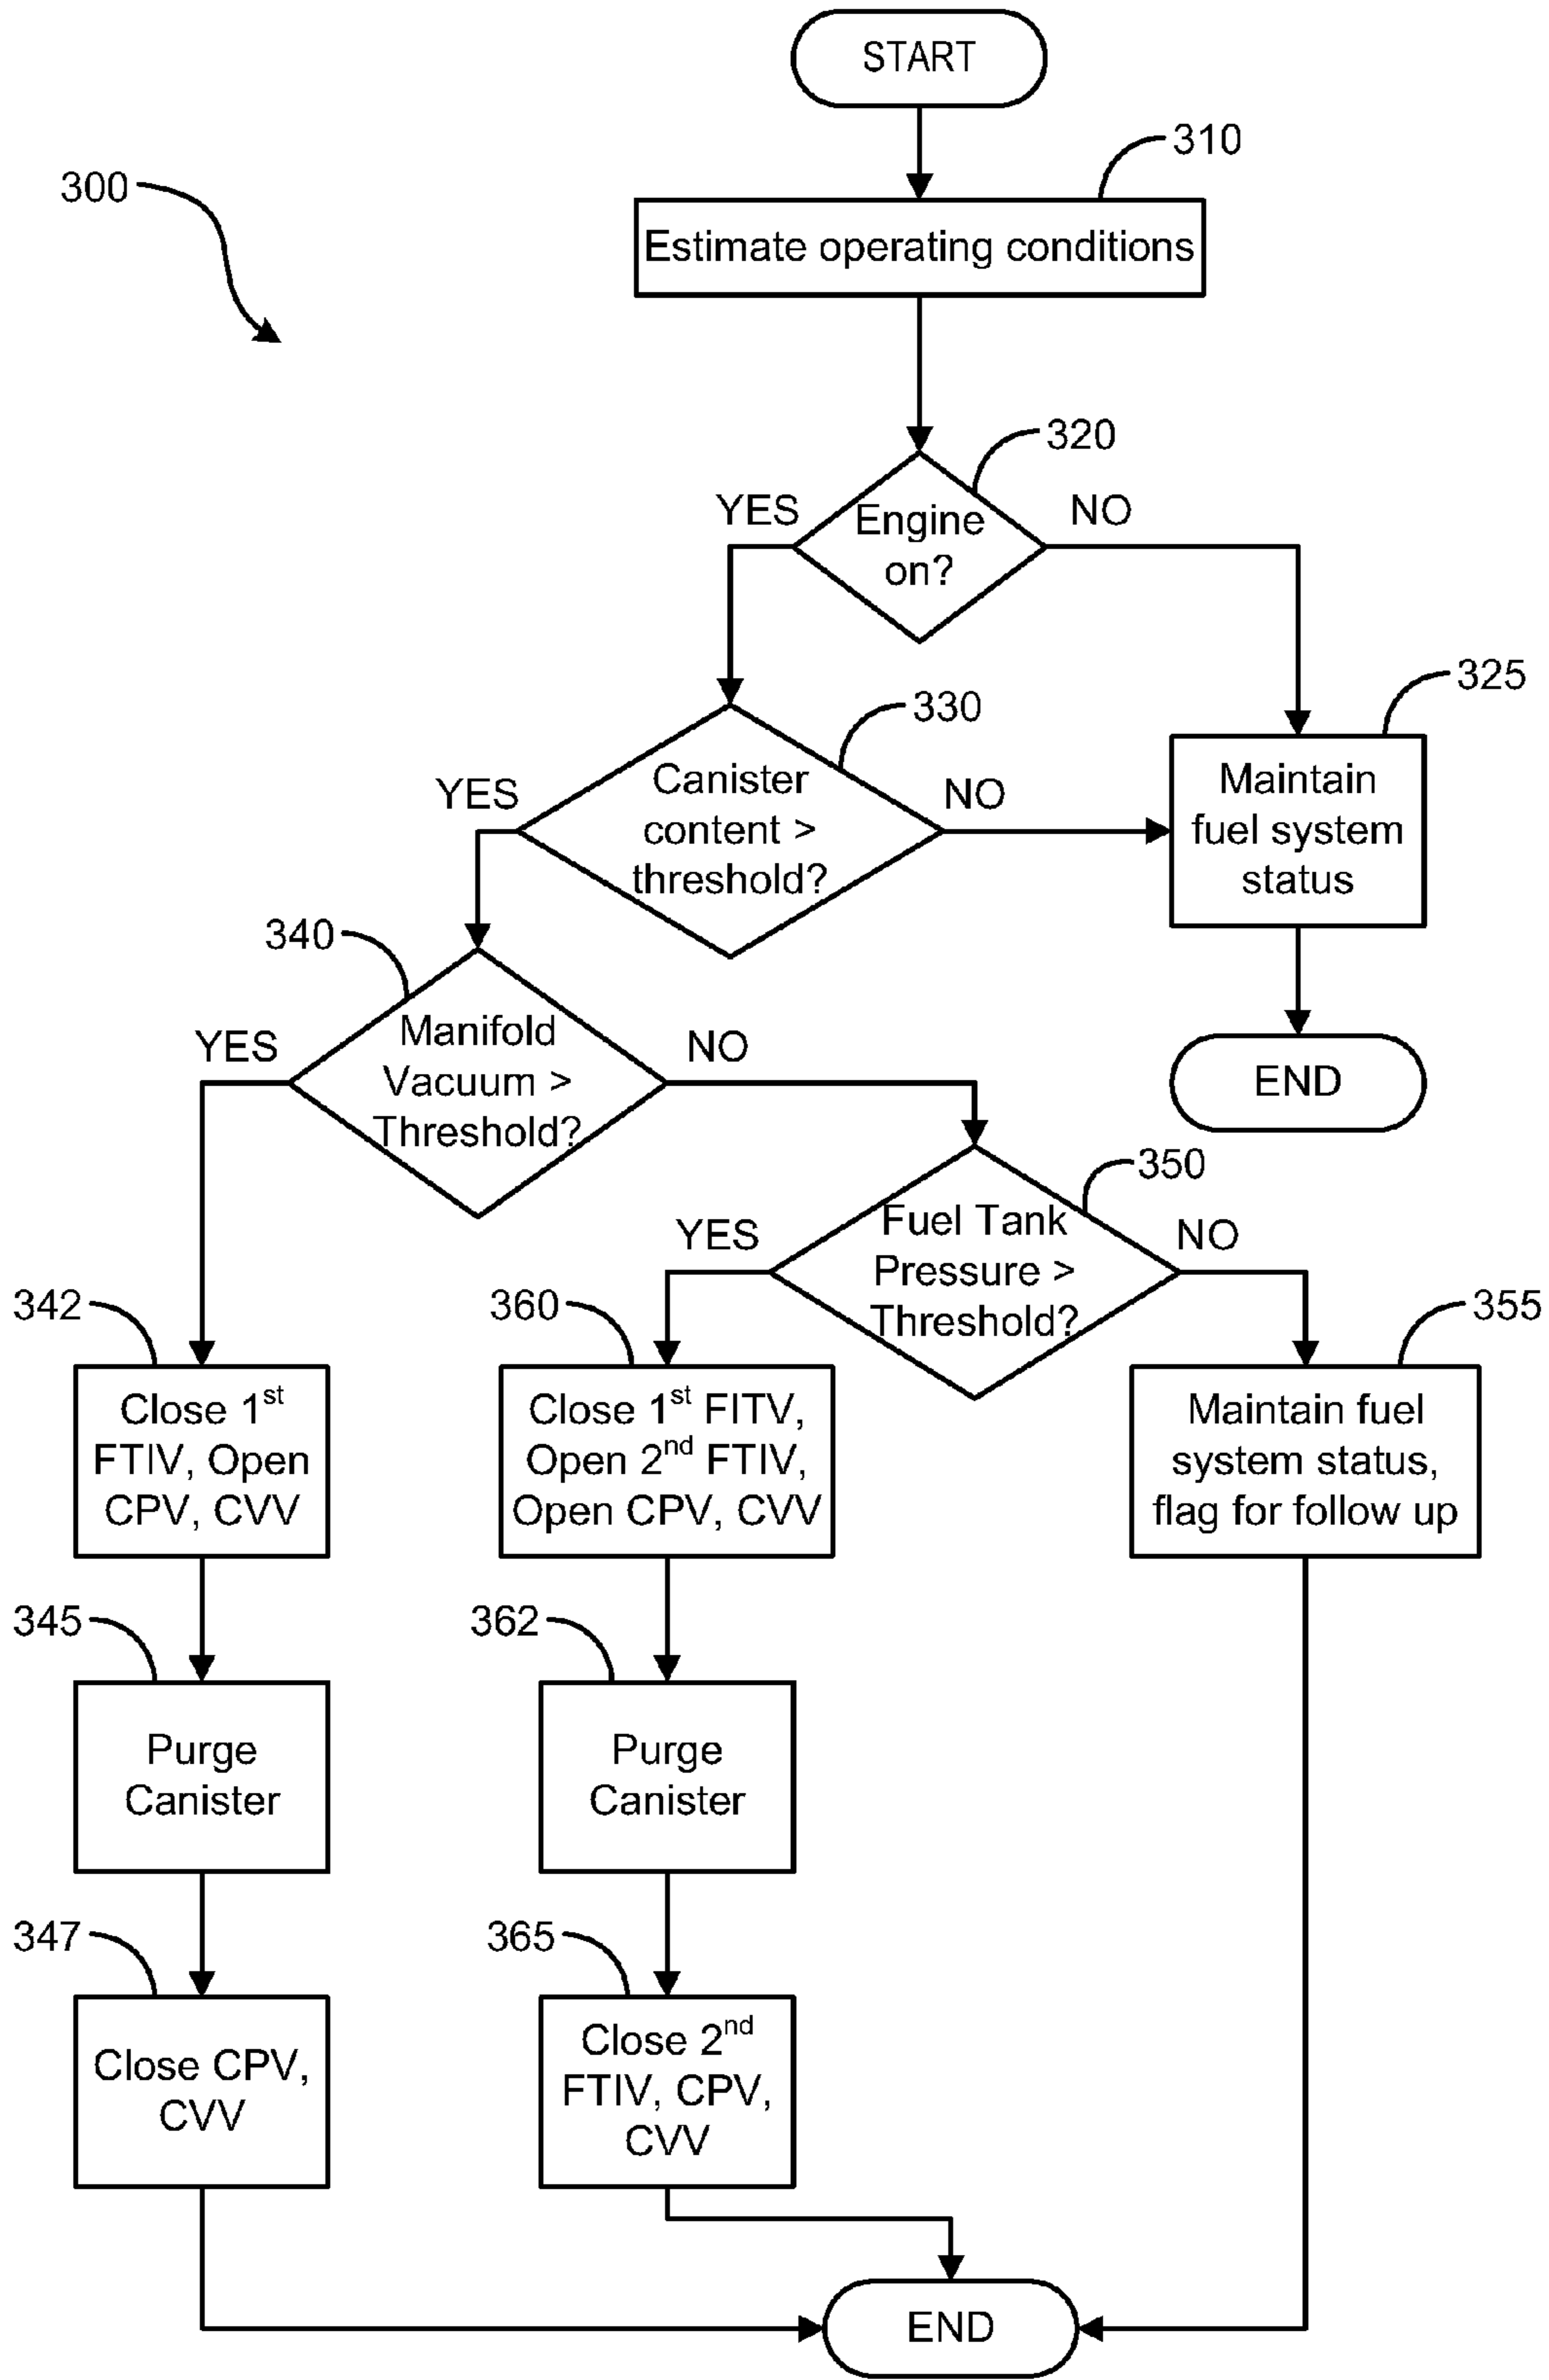 START
310
300
Estimate operating conditions
320
YES
NO
Engine
on?
325
330
Canister
content >
threshold?
YES
NO
Maintain
fuel system
status
340
Manifold
Vacuum >
Threshold?
YES
NO
END
350
Fuel Tank
Pressure >
Threshold?
YES
NO
342
360
355
Close 1st
FTIV, Open
CPV, CVV
Close 1st FITV,
Open 2nd FTIV,
Open CPV, CVV
Maintain fuel
system status,
flag for follow up
345
362
Purge
Canister
Purge
Canister
347
365
Close CPV,
CVV
Close 2nd
FTIV, CPV,
CVV
END